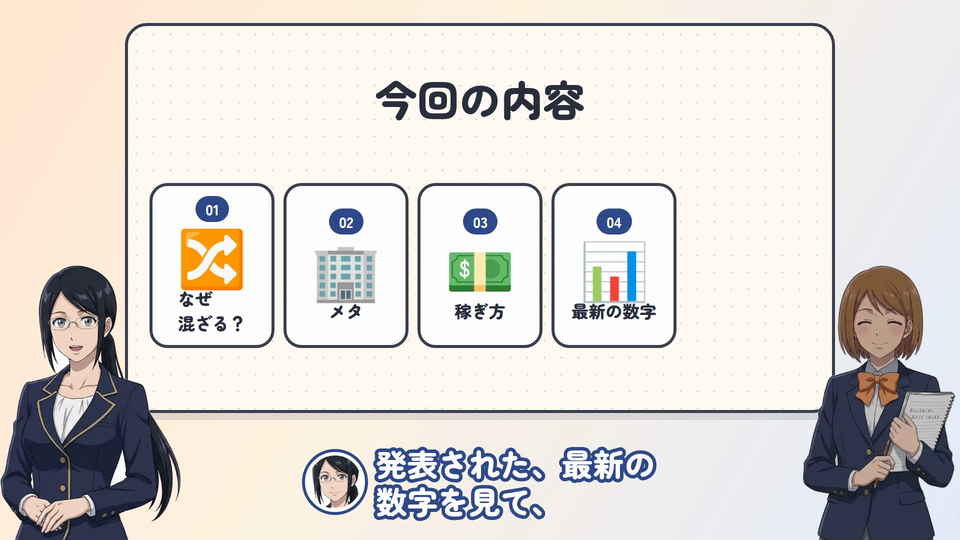 今回の内容
01
なぜ
混ざる？
02
メタ
03
稼ぎ方
04
最新の数字
発表された、最新の
数字を見て、